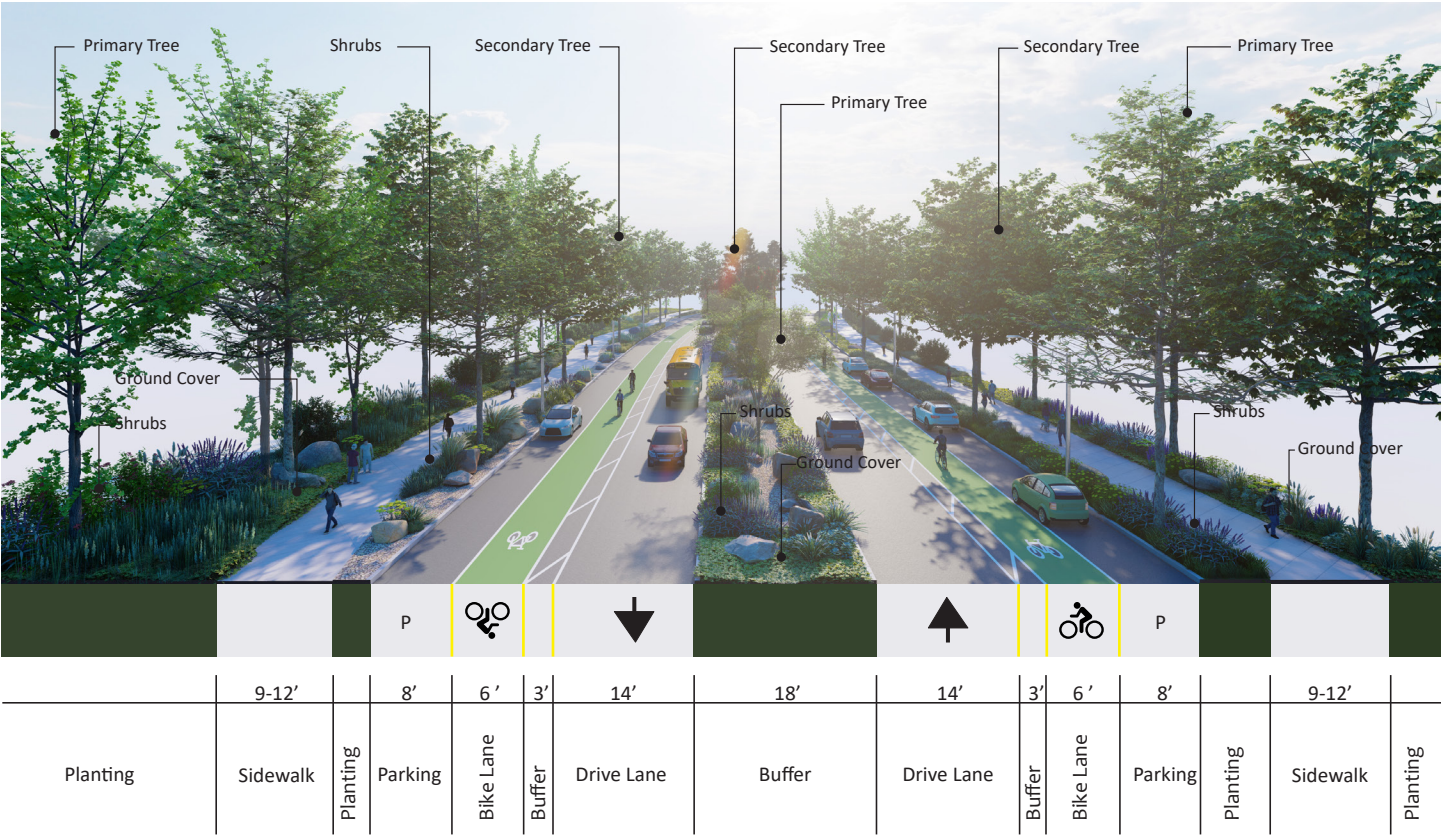 Primary Tree
Shrubs
Secondary Tree
Secondary Tree
Secondary Tree
Primary Tree
Primary Tree
Ground Cover
Shrubs
Shrubs
Shrubs
Ground Cover
Ground Cover
P
P
9-12’
8’
6 ’
3’
14’
18’
14’
3’
6 ’
8’
9-12’
Planting
Sidewalk
Planting
Parking
Bike Lane
Buffer
Drive Lane
Buffer
Drive Lane
Buffer
Bike Lane
Parking
Planting
Sidewalk
Planting